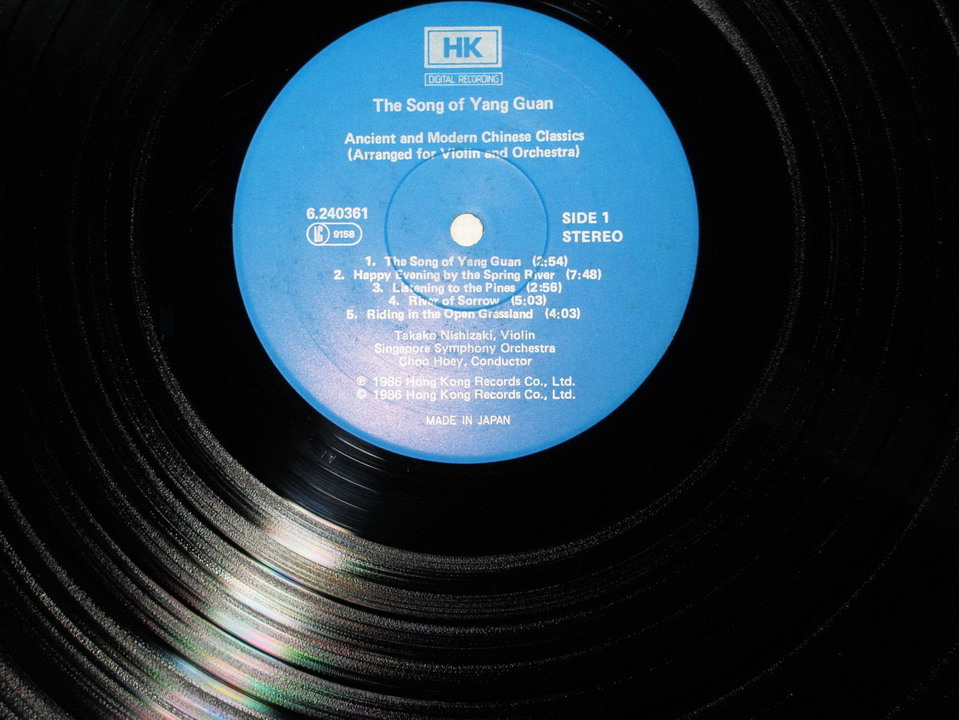 HK
DIGITAL RECORDING
The Song of Yang Guan
Ancient and Modern Chinese Classics
(Arranged for Violin and Orchestra)
6.240361
LC 9158
SIDE 1
STEREO
1. The Song of Yang Guan (2:54)
2. Happy Evening by the Spring River (7:48)
3. Listening to the Pines (2:56)
4. River of Sorrow (5:03)
5. Riding in the Open Grassland (4:03)
Takako Nishizaki, Violin
Singapore Symphony Orchestra
Choo Hoey, Conductor
℗ 1986 Hong Kong Records Co., Ltd.
© 1986 Hong Kong Records Co., Ltd.
MADE IN JAPAN